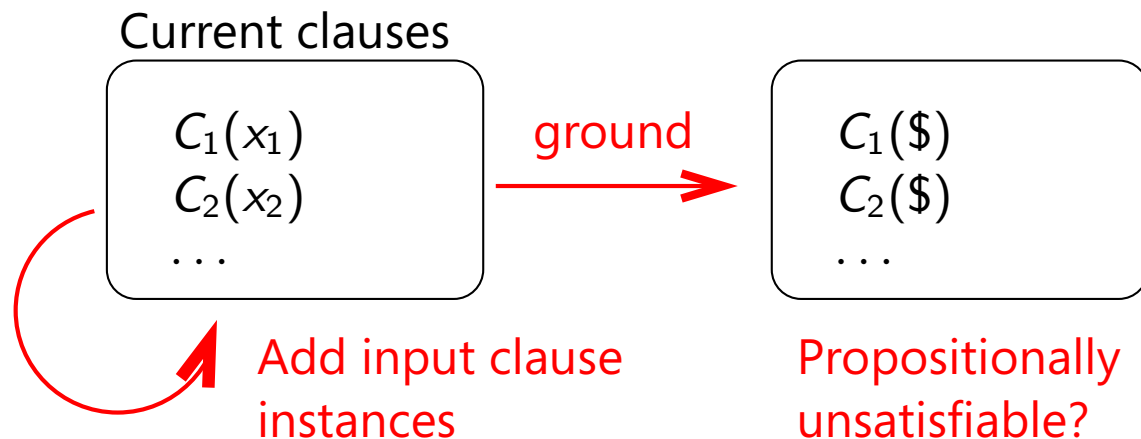 Current clauses
C₁(x₁)
C₂(x₂)
...
ground
C₁($)
C₂($)
...
Add input clause
instances
Propositionally
unsatisfiable?